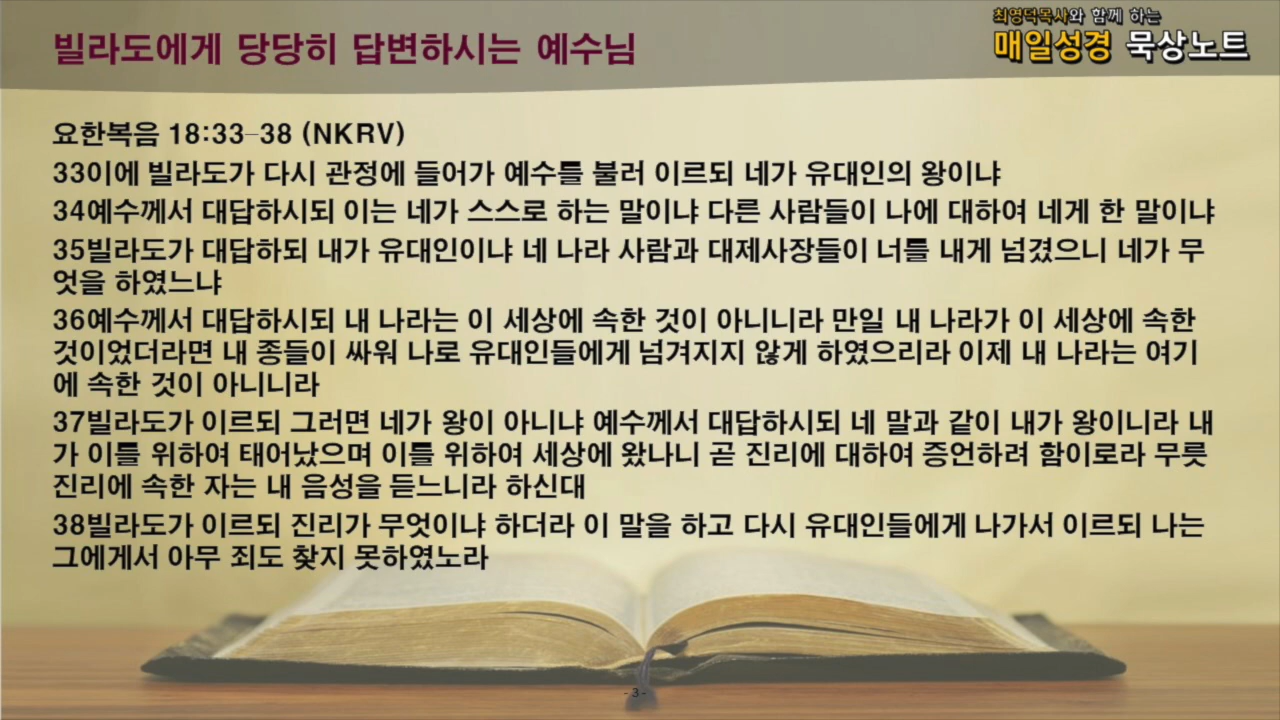 최영덕목사와 함께 하는
빌라도에게 당당히 답변하시는 예수님
매일성경 묵상노트
요한복음 18:33-38 (NKRV)
33이에 빌라도가 다시 관정에 들어가 예수를 불러 이르되 네가 유대인의 왕이냐
34예수께서 대답하시되 이는 네가 스스로 하는 말이냐 다른 사람들이 나에 대하여 네게 한 말이냐
35빌라도가 대답하되 내가 유대인이냐 네 나라 사람과 대제사장들이 너를 내게 넘겼으니 네가 무
엇을 하였느냐
36예수께서 대답하시되 내 나라는 이 세상에 속한 것이 아니니라 만일 내 나라가 이 세상에 속한
것이었더라면 내 종들이 싸워 나로 유대인들에게 넘겨지지 않게 하였으리라 이제 내 나라는 여기
에 속한 것이 아니니라
37빌라도가 이르되 그러면 네가 왕이 아니냐 예수께서 대답하시되 네 말과 같이 내가 왕이니라 내
가 이를 위하여 태어났으며 이를 위하여 세상에 왔나니 곧 진리에 대하여 증언하려 함이로라 무릇
진리에 속한 자는 내 음성을 듣느니라 하신대
38빌라도가 이르되 진리가 무엇이냐 하더라 이 말을 하고 다시 유대인들에게 나가서 이르되 나는
그에게서 아무 죄도 찾지 못하였노라
- 3 -